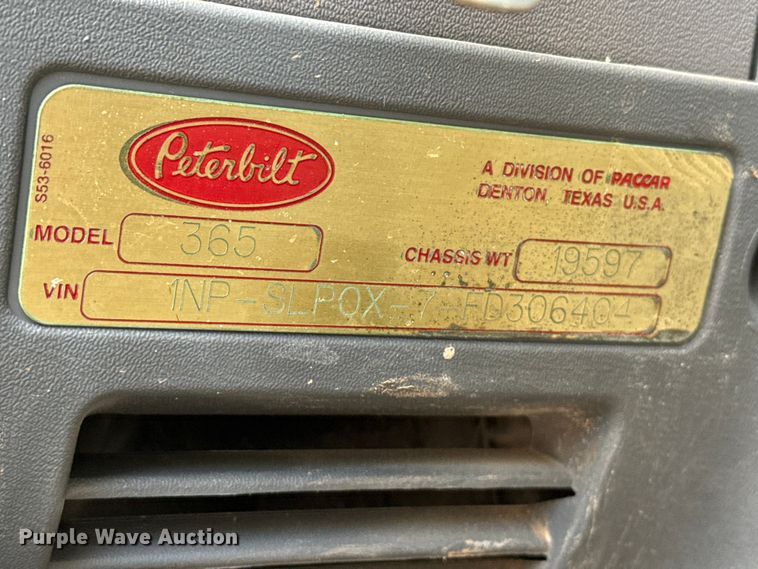 S53-6016
Peterbilt
A DIVISION OF PACCAR
DENTON, TEXAS U.S.A.
MODEL 365
CHASSIS WT 19597
VIN 1NP-SLP0X-7-FD306404
Purple Wave Auction